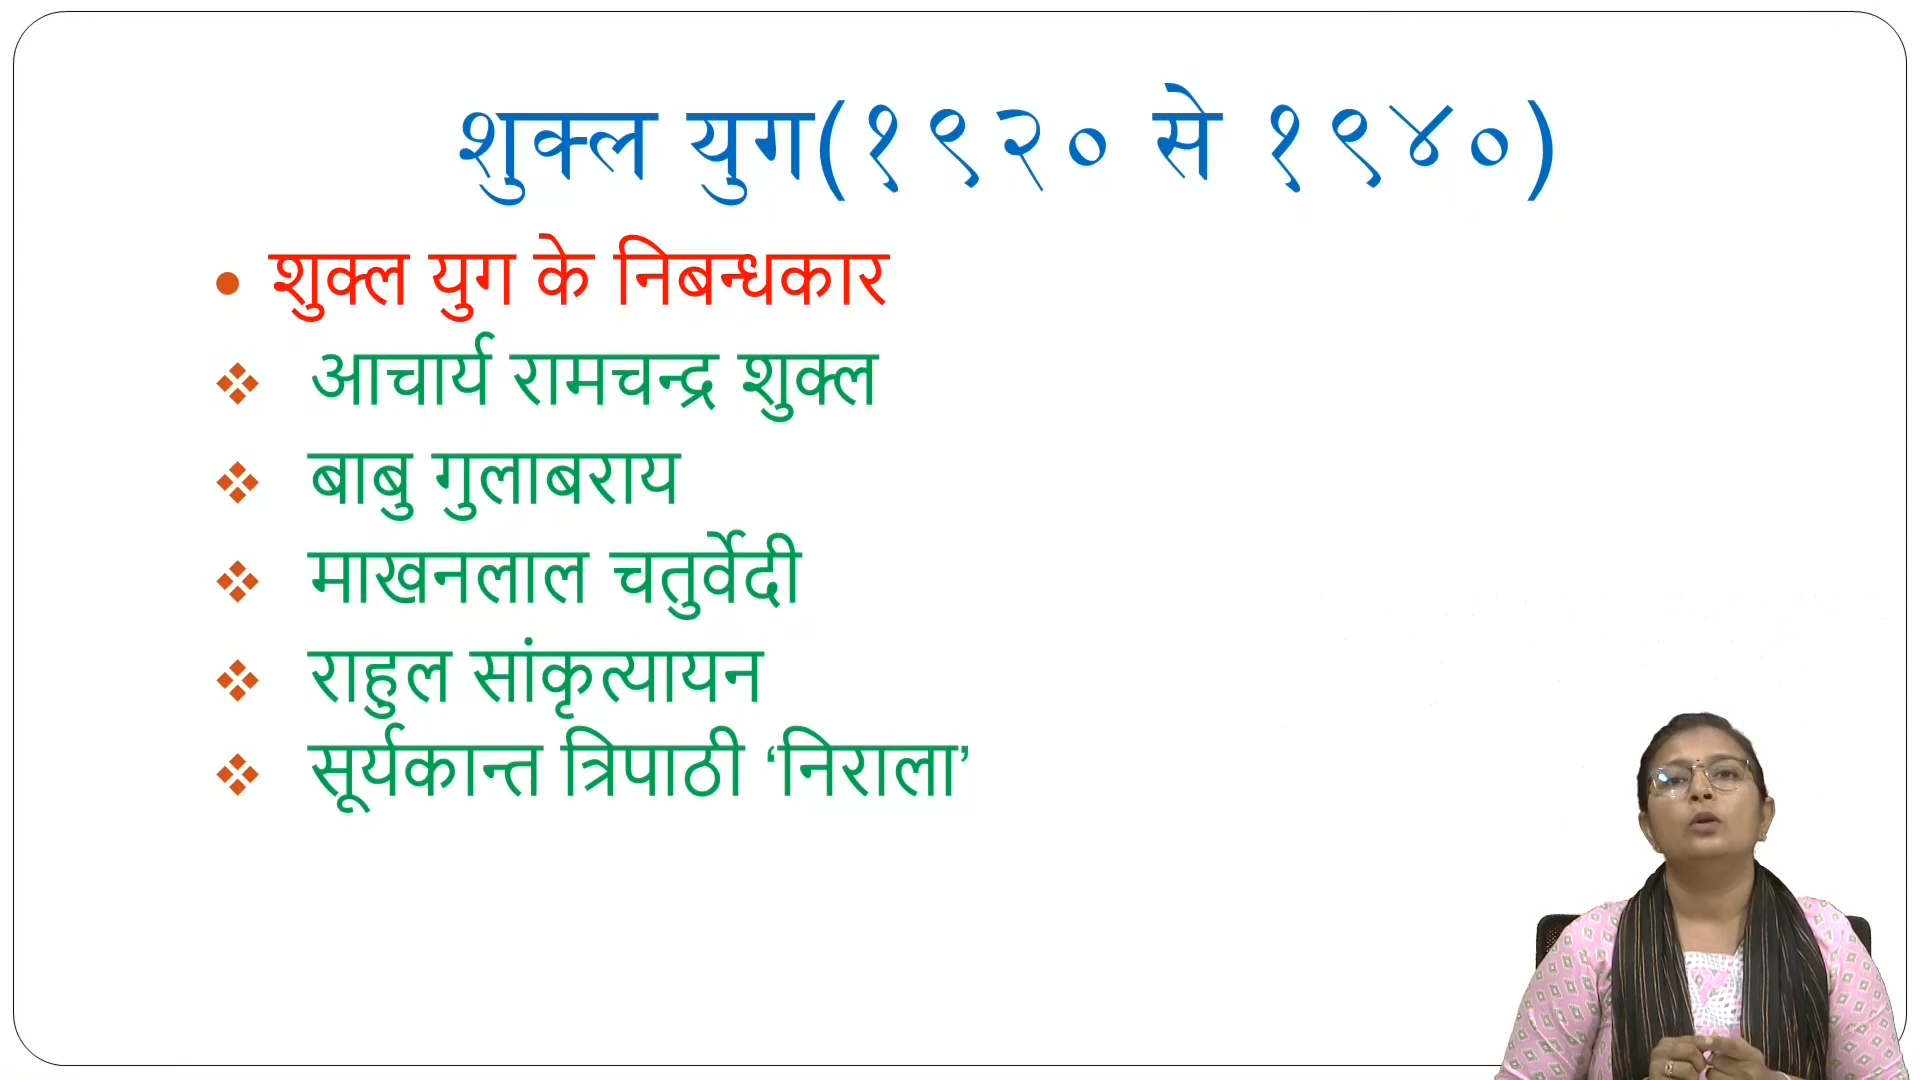 शुक्ल युग(१९२० से १९४०)
शुक्ल युग के निबन्धकार
आचार्य रामचन्द्र शुक्ल
बाबु गुलाबराय
माखनलाल चतुर्वेदी
राहुल सांकृत्यायन
सूर्यकान्त त्रिपाठी ‘निराला’